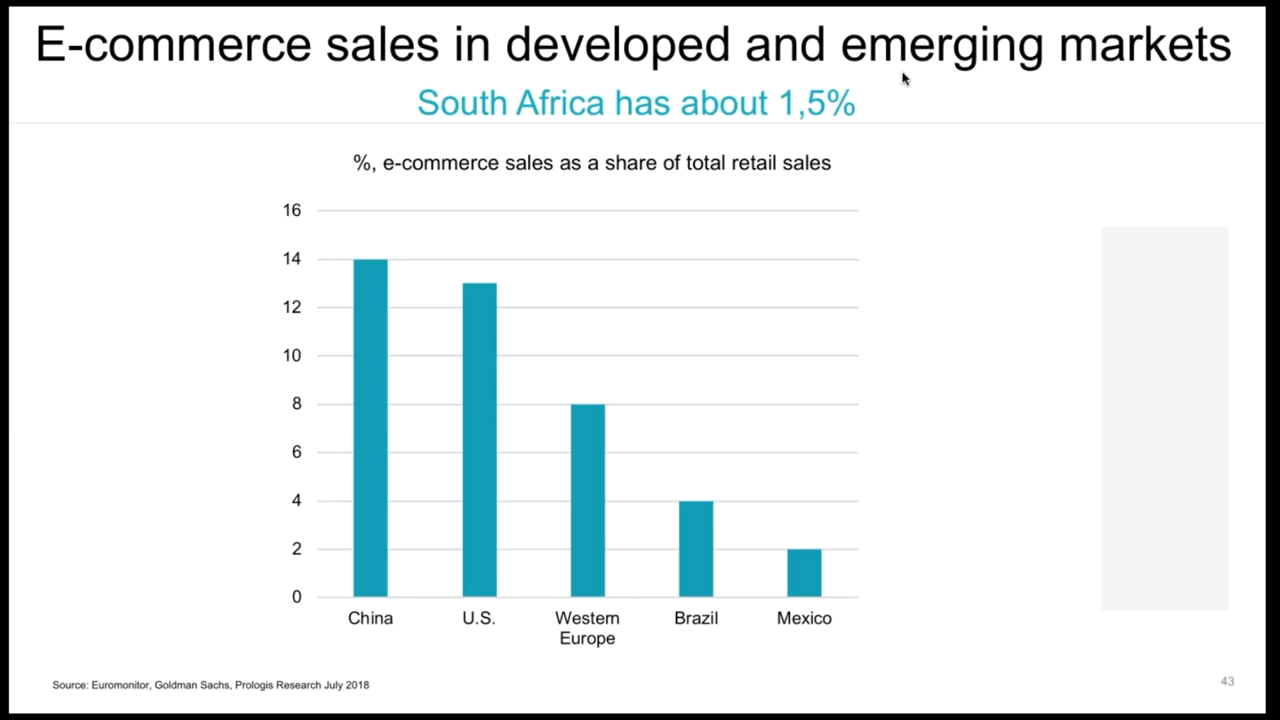 E-commerce sales in developed and emerging markets
South Africa has about 1,5%
%, e-commerce sales as a share of total retail sales
16
14
12
10
8
6
4
2
0
China
U.S.
Western
Europe
Brazil
Mexico
Source: Euromonitor, Goldman Sachs, Prologis Research July 2018
43